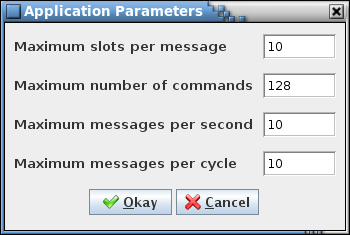 Application Parameters
Maximum slots per message 10
Maximum number of commands 128
Maximum messages per second 10
Maximum messages per cycle 10
Okay Cancel